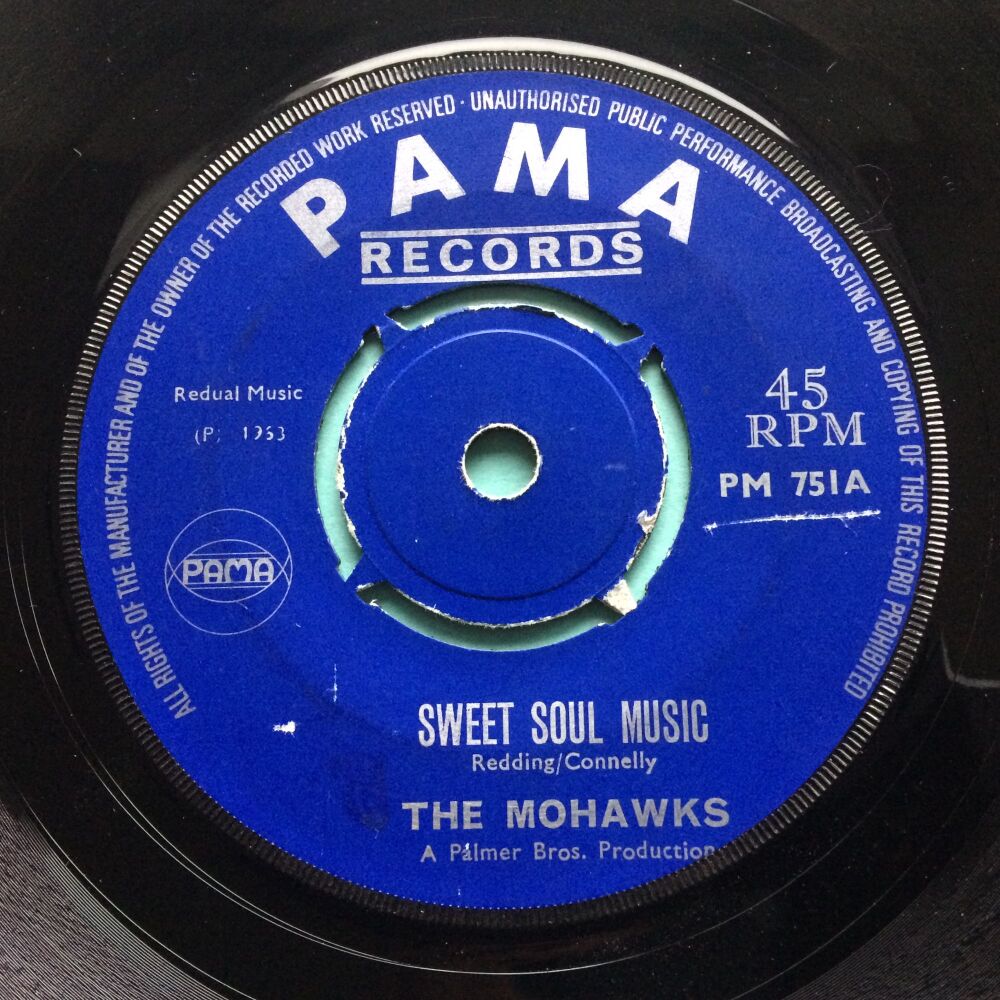 ALL RIGHTS OF THE MANUFACTURER AND OF THE OWNER OF THE RECORDED WORK RESERVED · UNAUTHORISED PUBLIC PERFORMANCE BROADCASTING AND COPYING OF THIS RECORD PROHIBITED
PAMA
RECORDS
Redual Music
(P)
45
RPM
PM 751A
PAMA
SWEET SOUL MUSIC
Redding/Connelly
THE MOHAWKS
A Palmer Bros. Production